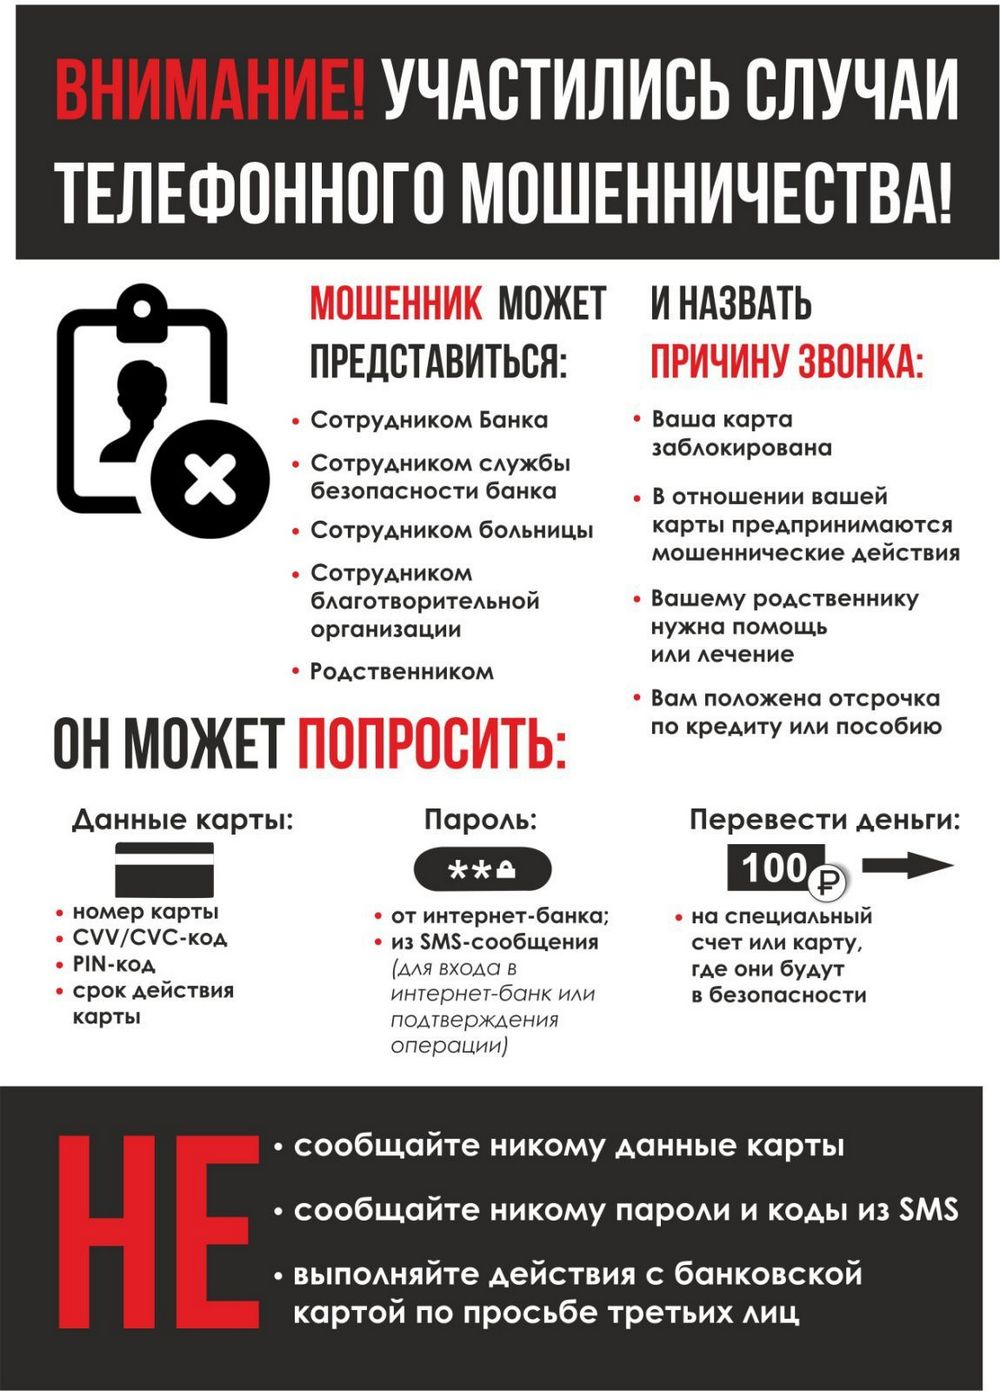 ВНИМАНИЕ! УЧАСТИЛИСЬ СЛУЧАИ
ТЕЛЕФОННОГО МОШЕННИЧЕСТВА!
МОШЕННИК МОЖЕТ
ПРЕДСТАВИТЬСЯ:
• Сотрудником Банка
• Сотрудником службы
безопасности банка
• Сотрудником больницы
• Сотрудником
благотворительной
организации
• Родственником
И НАЗВАТЬ
ПРИЧИНУ ЗВОНКА:
• Ваша карта
заблокирована
• В отношении вашей
карты предпринимаются
мошеннические действия
• Вашему родственнику
нужна помощь
или лечение
• Вам положена отсрочка
по кредиту или пособию
ОН МОЖЕТ ПОПРОСИТЬ:
Данные карты:
• номер карты
• CVV/CVC-код
• PIN-код
• срок действия
карты
Пароль:
**
• от интернет-банка;
• из SMS-сообщения
(для входа в
интернет-банк или
подтверждения
операции)
Перевести деньги:
100 ₽
• на специальный
счет или карту,
где они будут
в безопасности
НЕ
• сообщайте никому данные карты
• сообщайте никому пароли и коды из SMS
• выполняйте действия с банковской
картой по просьбе третьих лиц